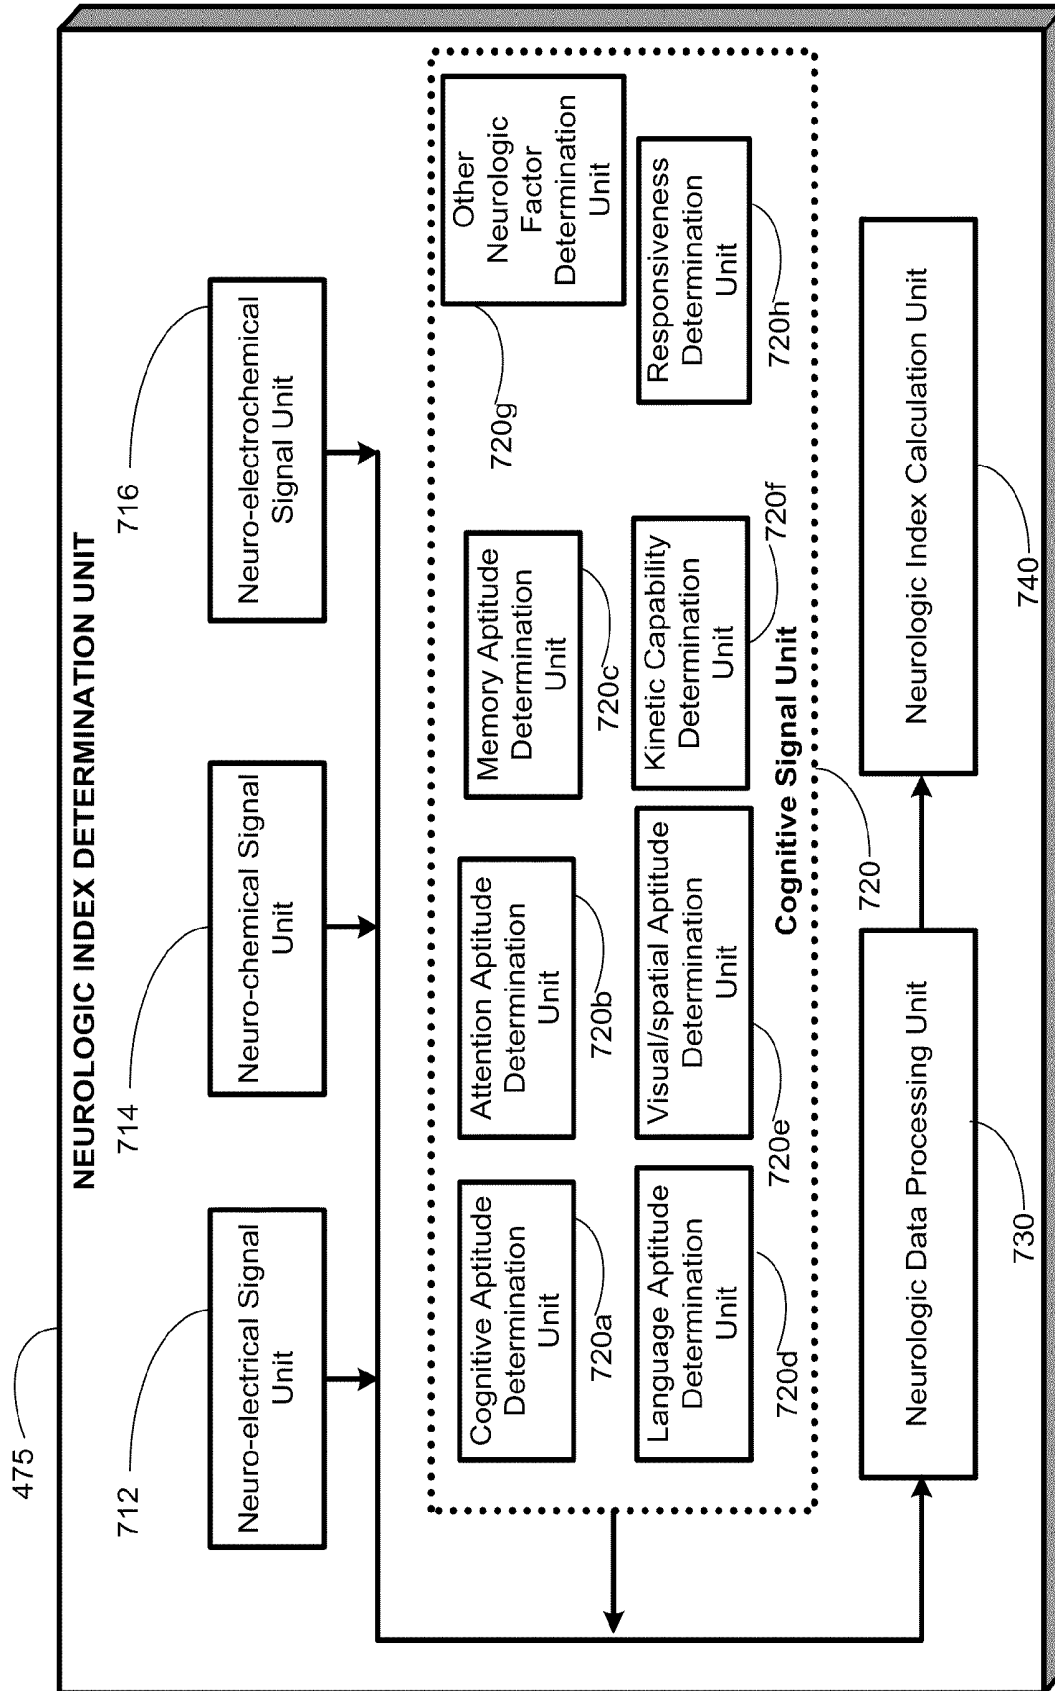 475
NEUROLOGIC INDEX DETERMINATION UNIT
712
714
716
Neuro-electrical Signal
Unit
Neuro-chemical Signal
Unit
Neuro-electrochemical
Signal Unit
Cognitive Aptitude
Determination
Unit
720a
Attention Aptitude
Determination
Unit
720b
Memory Aptitude
Determination
Unit
720c
Other
Neurologic
Factor
Determination
Unit
720g
Language Aptitude
Determination
Unit
720d
Visual/spatial Aptitude
Determination
Unit
720e
Kinetic Capability
Determination
Unit
720f
Responsiveness
Determination
Unit
720h
Cognitive Signal Unit
720
Neurologic Data Processing Unit
730
Neurologic Index Calculation Unit
740